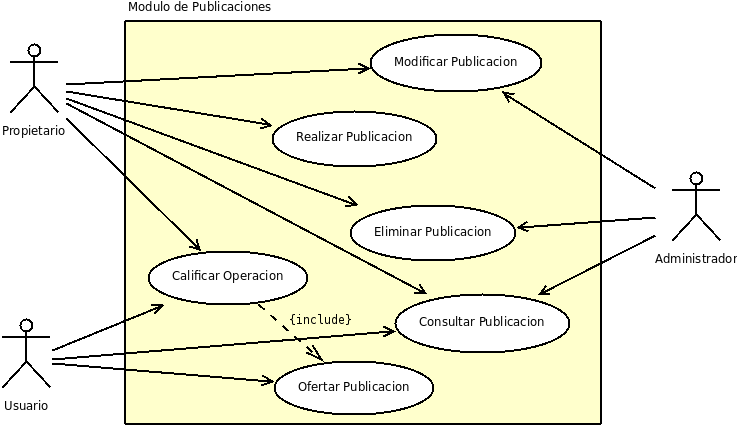 Modulo de Publicaciones
Modificar Publicacion
Propietario
Realizar Publicacion
Eliminar Publicacion
Administrador
Calificar Operacion
{include}
Consultar Publicacion
Ofertar Publicacion
Usuario